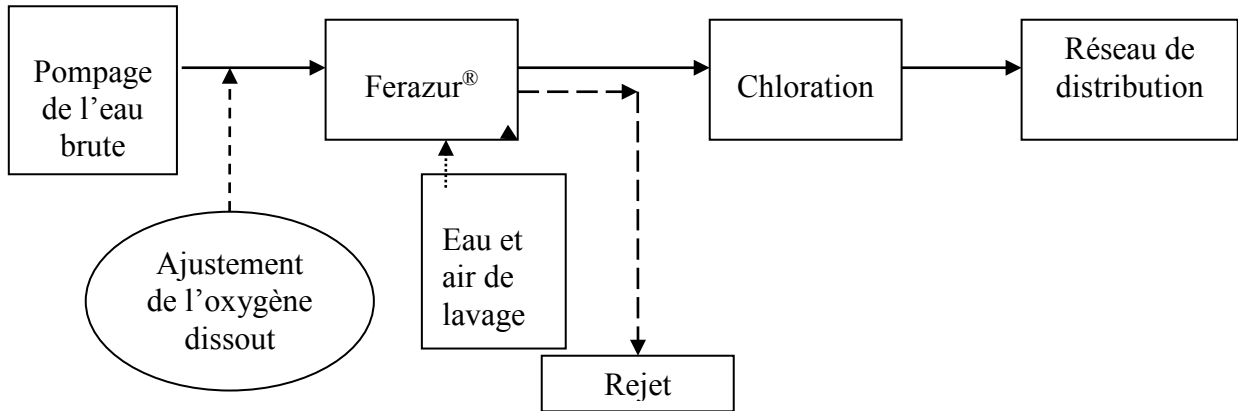 Pompage
de l’eau
brute
Ferazur®
Chloration
Réseau de
distribution
Ajustement
de l’oxygène
dissout
Eau et
air de
lavage
Rejet